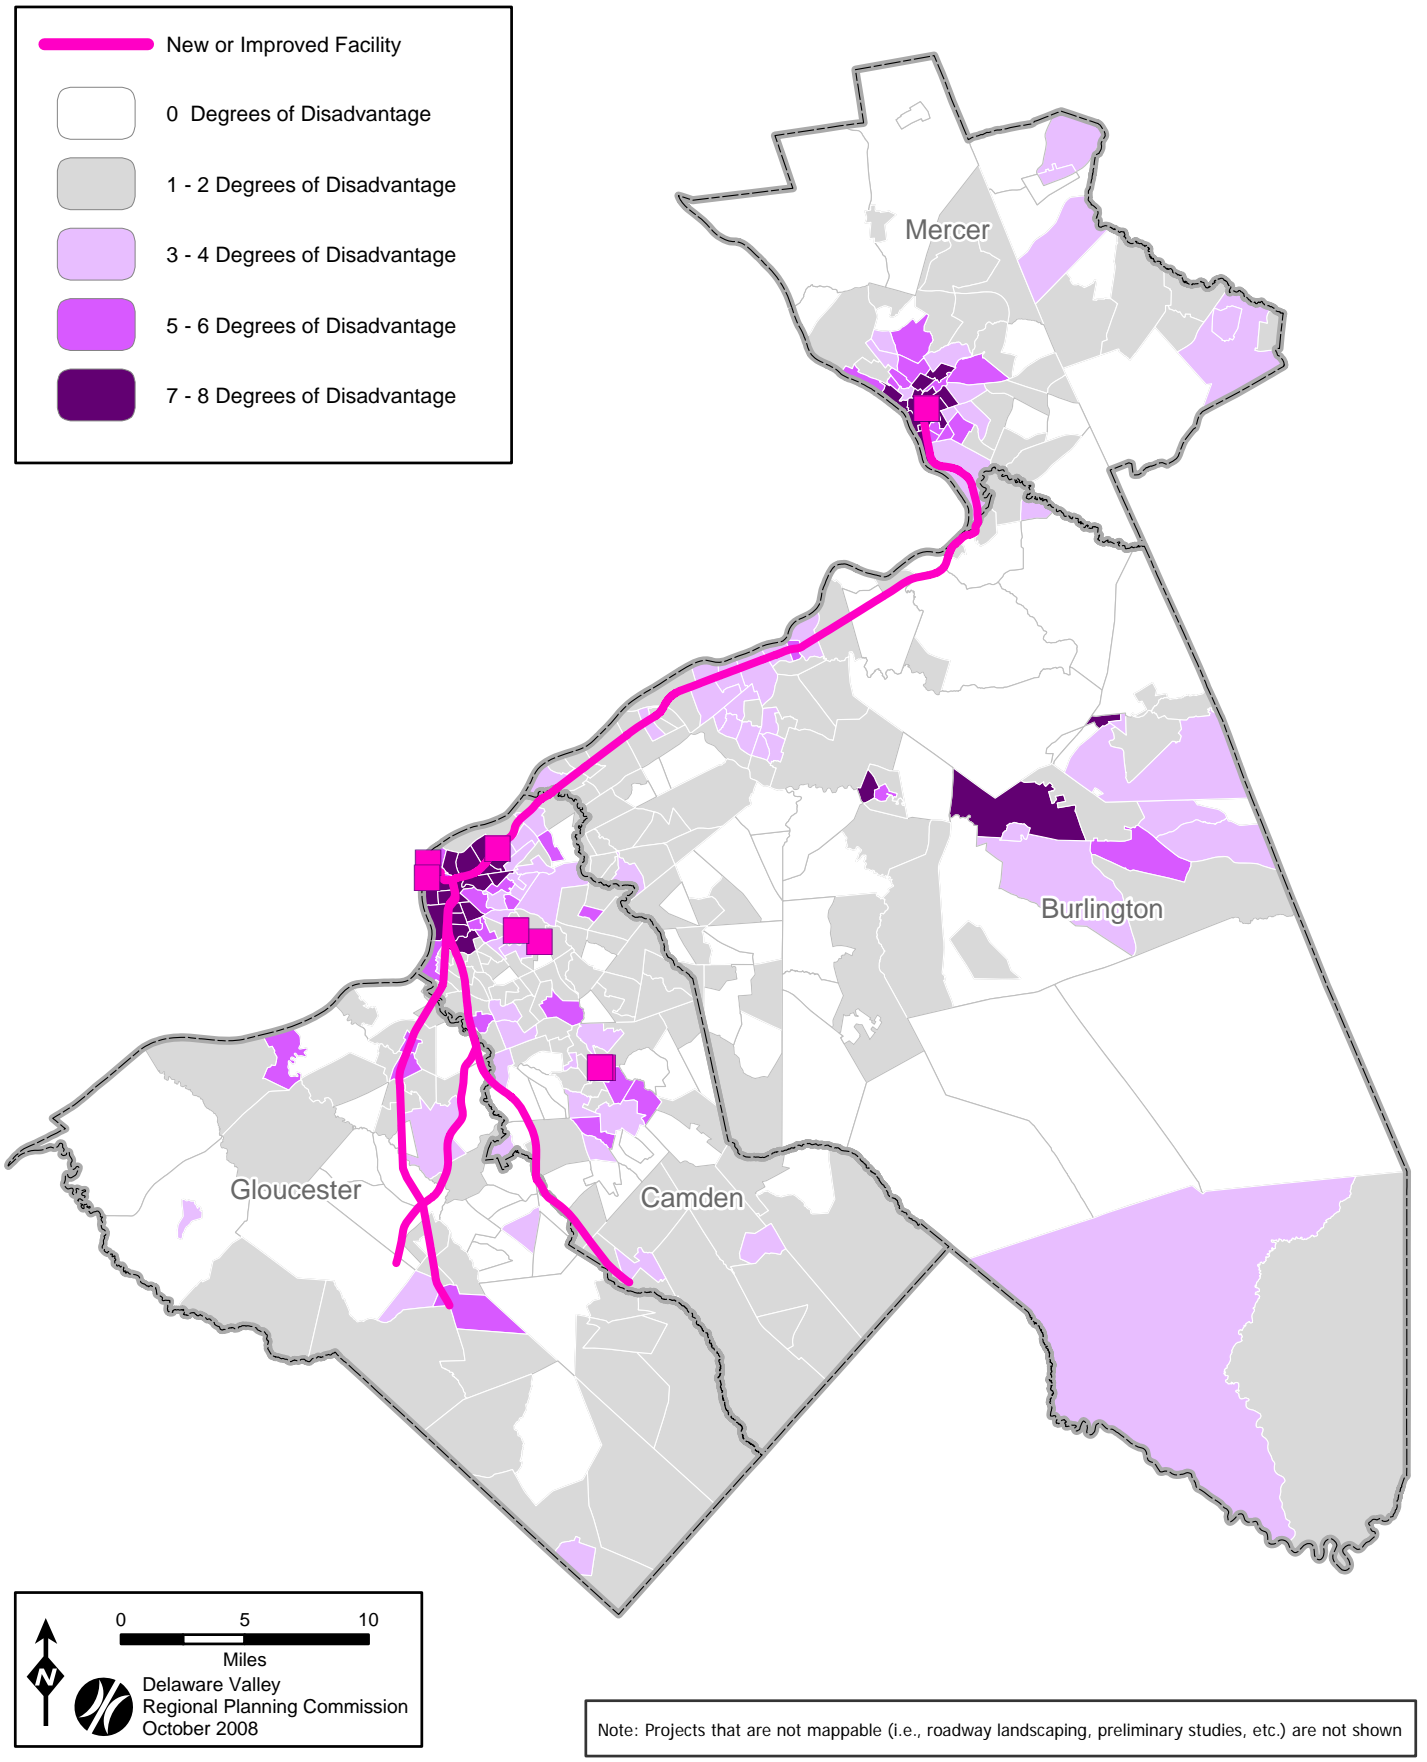 New or Improved Facility
0 Degrees of Disadvantage
1 - 2 Degrees of Disadvantage
3 - 4 Degrees of Disadvantage
5 - 6 Degrees of Disadvantage
7 - 8 Degrees of Disadvantage
Mercer
Burlington
Gloucester
Camden
0 5 10
Miles
N
Delaware Valley
Regional Planning Commission
October 2008
Note: Projects that are not mappable (i.e., roadway landscaping, preliminary studies, etc.) are not shown